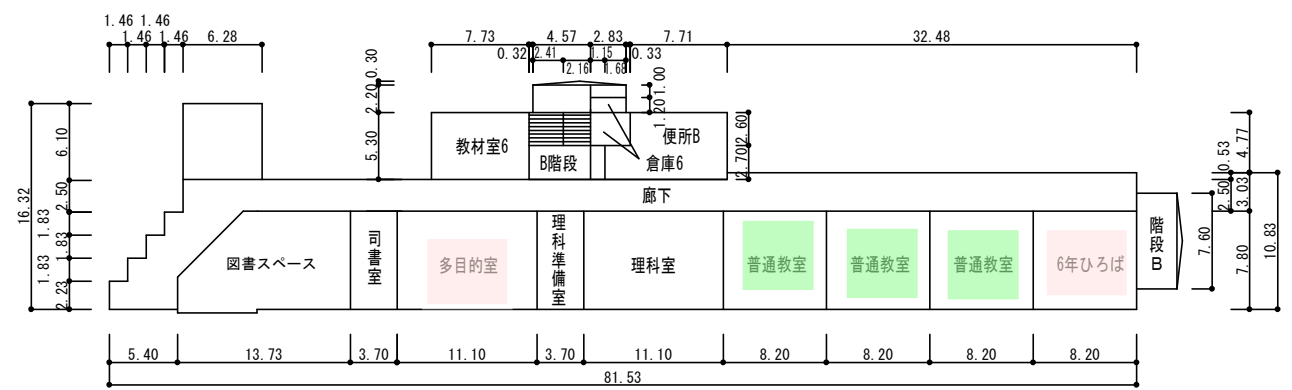 1.46 1.46
1.46 1.46 6.28
7.73 4.57 2.83 7.71 32.48
0.32 2.41 1.15 0.33
2.16 1.68
0.30
2.20
5.30
1.00
1.20
2.60
2.70
教材室6
B階段
便所B
倉庫6
廊下
16.32
6.10
2.50
1.83
1.83
1.83
2.23
図書スペース
司書室
多目的室
理科準備室
理科室
普通教室
普通教室
普通教室
6年ひろば
階段B
4.77
0.53
2.50
3.03
7.60
7.80
10.83
5.40 13.73 3.70 11.10 3.70 11.10 8.20 8.20 8.20 8.20
81.53